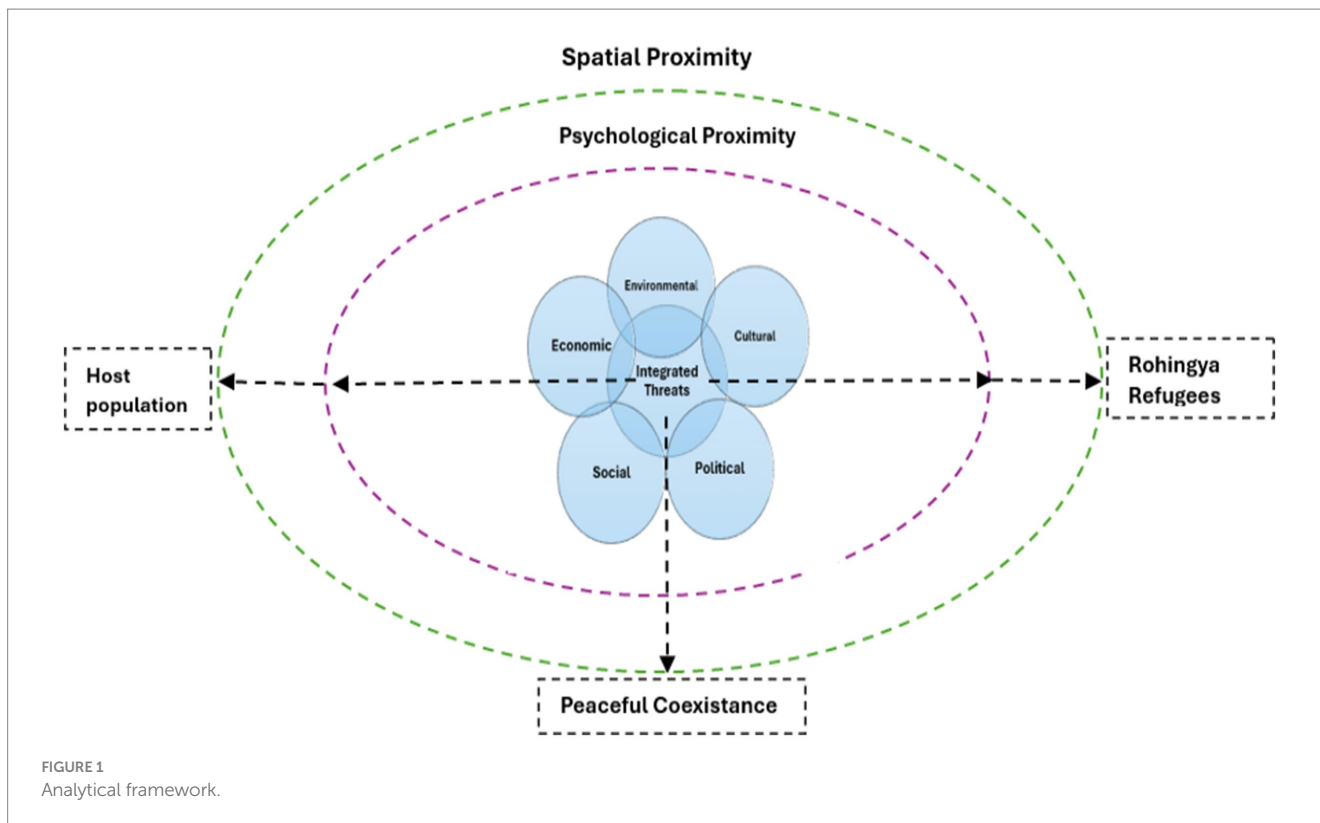 Spatial Proximity
Psychological Proximity
Environmental
Economic
Cultural
Integrated
Threats
Host
population
Rohingya
Refugees
Social
Political
Peaceful Coexistance
FIGURE 1
Analytical framework.